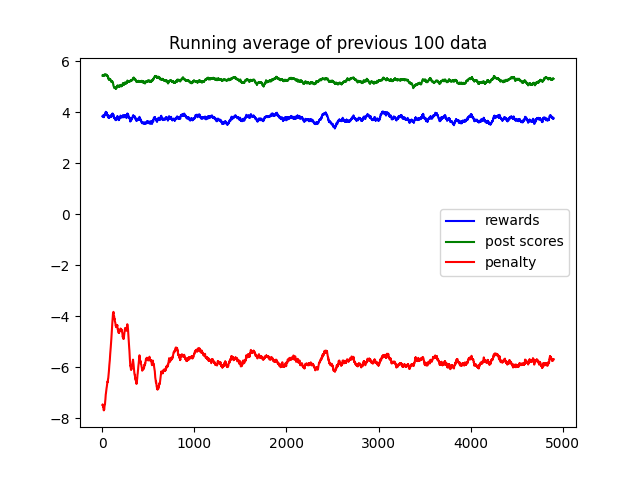 Running average of previous 100 data
6
4
2
0
−2
−4
−6
−8
rewards
post scores
penalty
0 1000 2000 3000 4000 5000